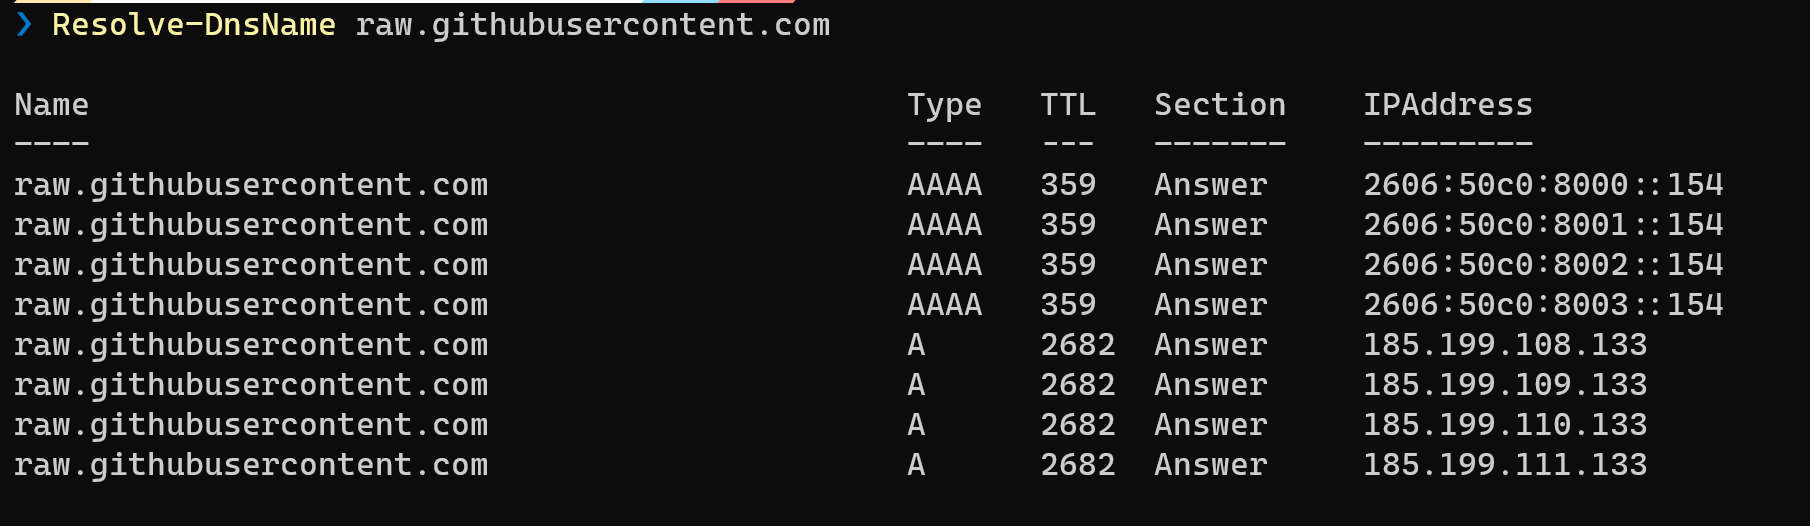 ❯ Resolve-DnsName raw.githubusercontent.com
Name Type TTL Section IPAddress
---- ---- --- ------- ---------
raw.githubusercontent.com AAAA 359 Answer 2606:50c0:8000::154
raw.githubusercontent.com AAAA 359 Answer 2606:50c0:8001::154
raw.githubusercontent.com AAAA 359 Answer 2606:50c0:8002::154
raw.githubusercontent.com AAAA 359 Answer 2606:50c0:8003::154
raw.githubusercontent.com A 2682 Answer 185.199.108.133
raw.githubusercontent.com A 2682 Answer 185.199.109.133
raw.githubusercontent.com A 2682 Answer 185.199.110.133
raw.githubusercontent.com A 2682 Answer 185.199.111.133